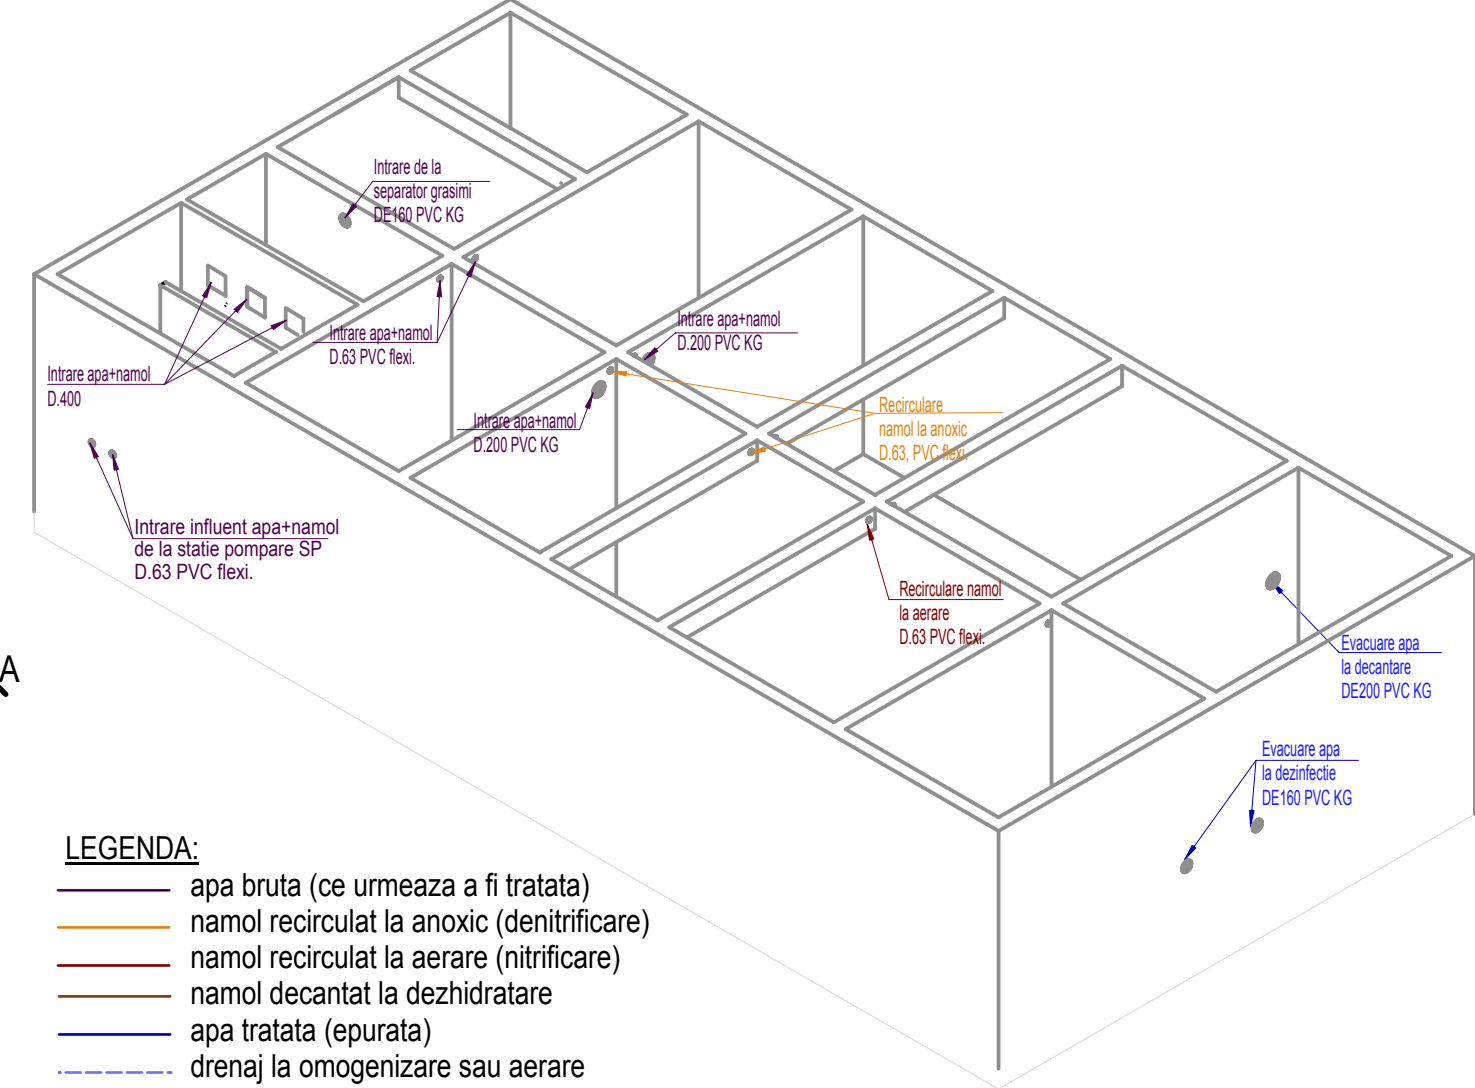 Intrare de la
separator grasimi
DE160 PVC KG
Intrare apa+namol
D.63 PVC flexi.
Intrare apa+namol
D.200 PVC KG
Intrare apa+namol
D.400
Intrare apa+namol
D.200 PVC KG
Recirculare
namol la anoxic
D.63, PVC flexi.
Intrare influent apa+namol
de la statie pompare SP
D.63 PVC flexi.
Recirculare namol
la aerare
D.63 PVC flexi.
Evacuare apa
la decantare
DE200 PVC KG
A
Evacuare apa
la dezinfectie
DE160 PVC KG
LEGENDA:
apa bruta (ce urmeaza a fi tratata)
namol recirculat la anoxic (denitrificare)
namol recirculat la aerare (nitrificare)
namol decantat la dezhidratare
apa tratata (epurata)
drenaj la omogenizare sau aerare